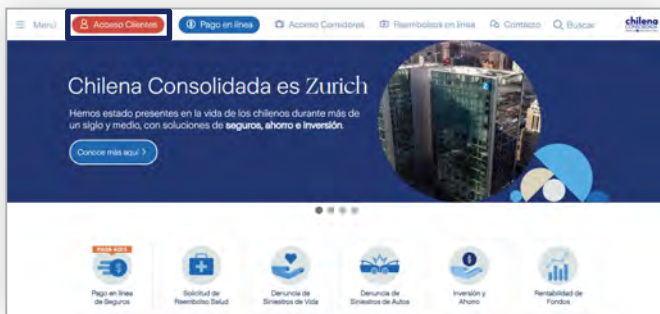 Menú
Acceso Clientes
Pago en línea
Acceso Corredores
Reembolsos en línea
Contacto
Buscar
chilena
CONSOLIDADA
Chilena Consolidada es Zurich
Hemos estado presentes en la vida de los chilenos durante más de
un siglo y medio, con soluciones de seguros, ahorro e inversión.
Conoce más aquí >
PAGA AQUÍ
Pago en línea
de Seguros
Solicitud de
Reembolso Salud
Denuncia de
Siniestros de Vida
Denuncia de
Siniestros de Autos
Inversión y
Ahorro
Rentabilidad de
Fondos